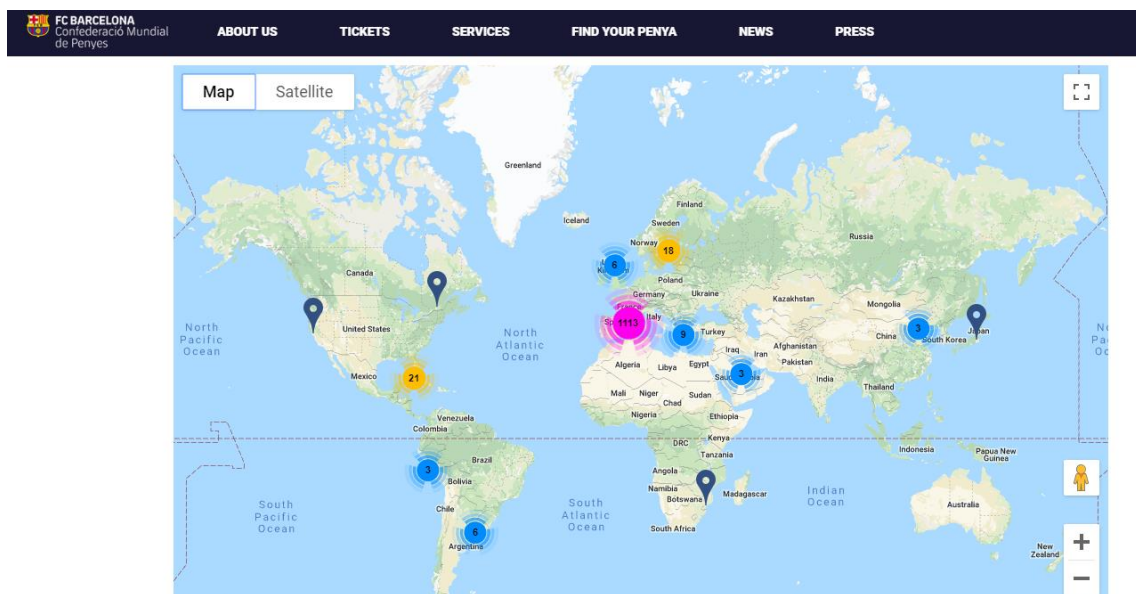 FC BARCELONA
Confederació Mundial
de Penyes
ABOUT US
TICKETS
SERVICES
FIND YOUR PENYA
NEWS
PRESS
Map
Satellite
Greenland
Iceland
Finland
Sweden
Norway
18
6
Russia
Canada
Poland
Germany
Ukraine
Kazakhstan
Mongolia
France
1113
Italy
9
Turkey
3
China
South Korea
Japan
North
Pacific
Ocean
United States
North
Atlantic
Ocean
Iraq
Iran
Afghanistan
Pakistan
Algeria
Libya
Egypt
3
Mexico
21
India
Thailand
Mali
Niger
Chad
Sudan
Nigeria
Ethiopia
Venezuela
Colombia
DRC
Kenya
Tanzania
Indonesia
Papua New
Guinea
3
Brazil
Bolivia
Angola
Namibia
Botswana
Madagascar
Indian
Ocean
Australia
South
Pacific
Ocean
Chile
South
Atlantic
Ocean
South Africa
6
Argentina
New
Zealand